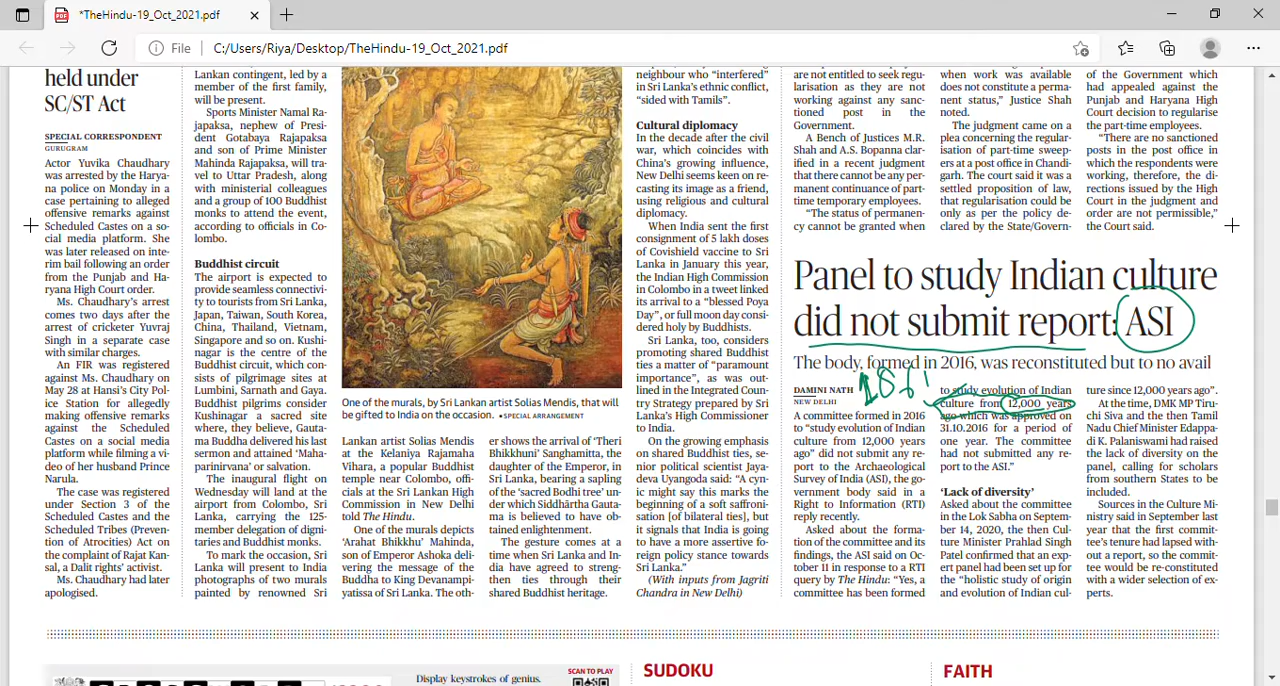 *TheHindu-19_Oct_2021.pdf
File
C:/Users/Riya/Desktop/TheHindu-19_Oct_2021.pdf
held under
SC/ST Act
SPECIAL CORRESPONDENT
GURUGRAM
Actor Yuvika Chaudhary
was arrested by the Harya-
na police on Monday in a
case pertaining to alleged
offensive remarks against
Scheduled Castes on a so-
cial media platform. She
was later released on inte-
rim bail following an order
from the Punjab and Ha-
ryana High Court order.
Ms. Chaudhary's arrest
comes two days after the
arrest of cricketer Yuvraj
Singh in a separate case
with similar charges.
An FIR was registered
against Ms. Chaudhary on
May 28 at Hansi's City Pol-
ice Station for allegedly
making offensive remarks
against the Scheduled
Castes on a social media
platform while filming a vi-
deo of her husband Prince
Narula.
The case was registered
under Section 3 of the
Scheduled Castes and the
Scheduled Tribes (Preven-
tion of Atrocities) Act on
the complaint of Rajat Kan-
sal, a Dalit rights' activist.
Ms. Chaudhary had later
apologised.
Lankan contingent, led by a
member of the first family,
will be present.
Sports Minister Namal Ra-
japaksa, nephew of Presi-
dent Gotabaya Rajapaksa
and son of Prime Minister
Mahinda Rajapaksa, will tra-
vel to Uttar Pradesh, along
with ministerial colleagues
and a group of 100 Buddhist
monks to attend the event,
according to officials in Co-
lombo.
Buddhist circuit
The airport is expected to
provide seamless connectivi-
ty to tourists from Sri Lanka,
Japan, Taiwan, South Korea,
China, Thailand, Vietnam,
Singapore and so on. Kushi-
nagar is the centre of the
Buddhist circuit, which con-
sists of pilgrimage sites at
Lumbini, Sarnath and Gaya.
Buddhist pilgrims consider
Kushinagar a sacred site
where, they believe, Gauta-
ma Buddha delivered his last
sermon and attained 'Maha-
parinirvana' or salvation.
The inaugural flight on
Wednesday will land at the
airport from Colombo, Sri
Lanka, carrying the 125-
member delegation of digni-
taries and Buddhist monks.
To mark the occasion, Sri
Lanka will present to India
photographs of two murals
painted by renowned Sri
One of the murals, by Sri Lankan artist Solias Mendis, that will
be gifted to India on the occasion. •SPECIAL ARRANGEMENT
Lankan artist Solias Mendis
at the Kelaniya Rajamaha
Vihara, a popular Buddhist
temple near Colombo, offi-
cials at the Sri Lankan High
Commission in New Delhi
told The Hindu.
One of the murals depicts
'Arahat Bhikkhu' Mahinda,
son of Emperor Ashoka deli-
vering the message of the
Buddha to King Devanampi-
yatissa of Sri Lanka. The oth-
er shows the arrival of 'Theri
Bhikkhuni' Sanghamitta, the
daughter of the Emperor, in
Sri Lanka, bearing a sapling
of the 'sacred Bodhi tree' un-
der which Siddhārtha Gauta-
ma is believed to have ob-
tained enlightenment.
The gesture comes at a
time when Sri Lanka and In-
dia have agreed to streng-
then ties through their
shared Buddhist heritage.
neighbour who "interfered"
in Sri Lanka's ethnic conflict,
"sided with Tamils".
Cultural diplomacy
In the decade after the civil
war, which coincides with
China's growing influence,
New Delhi seems keen on re-
casting its image as a friend,
using religious and cultural
diplomacy.
When India sent the first
consignment of 5 lakh doses
of Covishield vaccine to Sri
Lanka in January this year,
the Indian High Commission
in Colombo in a tweet linked
its arrival to a "blessed Poya
Day", or full moon day consi-
dered holy by Buddhists.
Sri Lanka, too, considers
promoting shared Buddhist
ties a matter of "paramount
importance", as was out-
lined in the Integrated Coun-
try Strategy prepared by Sri
Lanka's High Commissioner
to India.
On the growing emphasis
on shared Buddhist ties, se-
nior political scientist Jaya-
deva Uyangoda said: "A cyn-
ic might say this marks the
beginning of a soft saffroni-
sation [of bilateral ties], but
it signals that India is going
to have a more assertive fo-
reign policy stance towards
Sri Lanka."
(With inputs from Jagriti
Chandra in New Delhi)
are not entitled to seek regu-
larisation as they are not
working against any sanc-
tioned post in the
Government.
A Bench of Justices M.R.
Shah and A.S. Bopanna clar-
ified in a recent judgment
that there cannot be any per-
manent continuance of part-
time temporary employees.
"The status of permanen-
cy cannot be granted when
when work was available
does not constitute a perma-
nent status," Justice Shah
noted.
The judgment came on a
plea concerning the regular-
isation of part-time sweep-
ers at a post office in Chandi-
garh. The court said it was a
settled proposition of law,
that regularisation could be
only as per the policy de-
clared by the State/Govern-
of the Government which
had appealed against the
Punjab and Haryana High
Court decision to regularise
the part-time employees.
"There are no sanctioned
posts in the post office in
which the respondents were
working, therefore, the di-
rections issued by the High
Court in the judgment and
order are not permissible,"
the Court said.
Panel to study Indian culture
did not submit report: ASI
The body, formed in 2016, was reconstituted but to no avail
DAMINI NATH
NEW DELHI
A committee formed in 2016
to "study evolution of Indian
culture from 12,000 years
ago" did not submit any re-
port to the Archaeological
Survey of India (ASI), the go-
vernment body said in a
Right to Information (RTI)
reply recently.
Asked about the forma-
tion of the committee and its
findings, the ASI said on Oc-
tober 11 in response to a RTI
query by The Hindu: "Yes, a
committee has been formed
to study evolution of Indian
culture from 12,000 years
ago which was approved on
31.10.2016 for a period of
one year. The committee
had not submitted any re-
port to the ASI."
'Lack of diversity'
Asked about the committee
in the Lok Sabha on Septem-
ber 14, 2020, the then Cul-
ture Minister Prahlad Singh
Patel confirmed that an exp-
ert panel had been set up for
the "holistic study of origin
and evolution of Indian cul-
ture since 12,000 years ago".
At the time, DMK MP Tiru-
chi Siva and the then Tamil
Nadu Chief Minister Edappa-
di K. Palaniswami had raised
the lack of diversity on the
panel, calling for scholars
from southern States to be
included.
Sources in the Culture Mi-
nistry said in September last
year that the first commit-
tee's tenure had lapsed with-
out a report, so the commit-
tee would be re-constituted
with a wider selection of ex-
perts.
Display keystrokes of genius.
SCAN TO PLAY
SUDOKU
FAITH